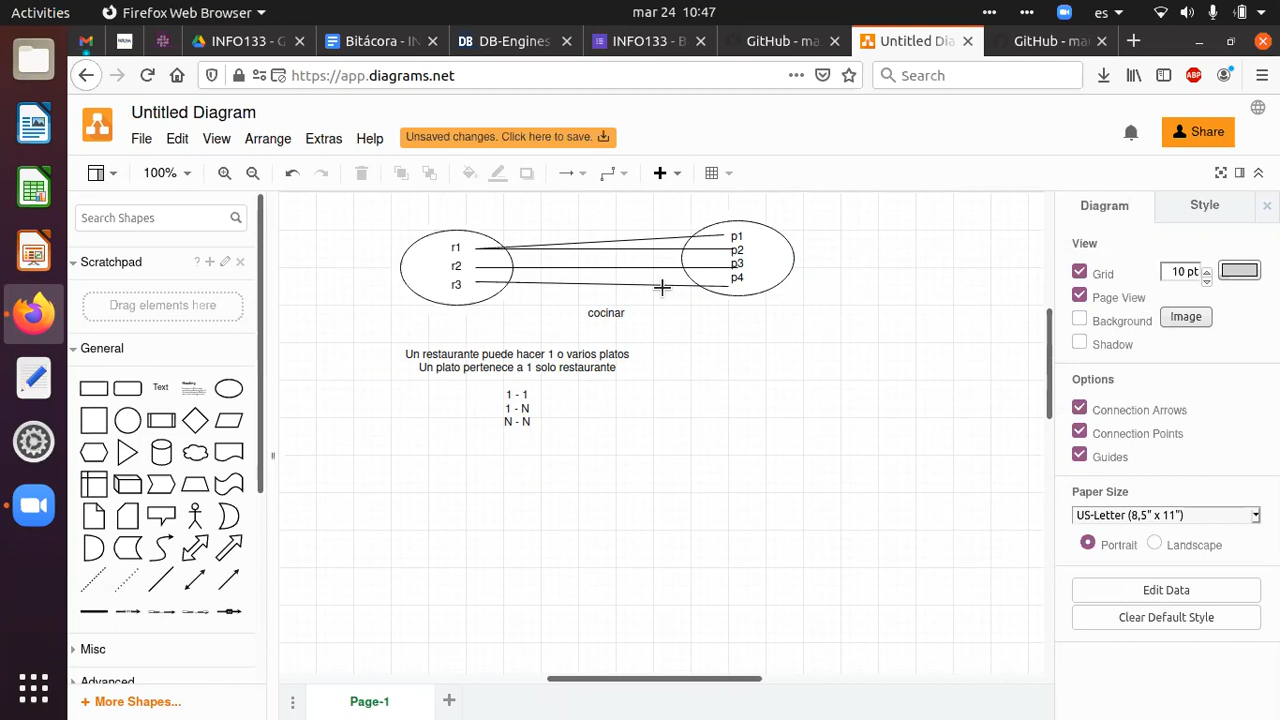 Activities Firefox Web Browser mar 24 10:47 es
INFO133 - G Bitácora - IN DB-Engines INFO133 - B GitHub - ma Untitled Dia GitHub - ma
https://app.diagrams.net Search ABP
Untitled Diagram
File Edit View Arrange Extras Help Unsaved changes. Click here to save. Share
100%
Search Shapes
Scratchpad
Drag elements here
General
Text
Heading
Misc
Advanced
More Shapes...
r1
r2
r3
p1
p2
p3
p4
cocinar
Un restaurante puede hacer 1 o varios platos
Un plato pertenece a 1 solo restaurante
1 - 1
1 - N
N - N
Page-1
Diagram Style
View
Grid 10 pt
Page View
Background Image
Shadow
Options
Connection Arrows
Connection Points
Guides
Paper Size
US-Letter (8,5" x 11")
Portrait Landscape
Edit Data
Clear Default Style